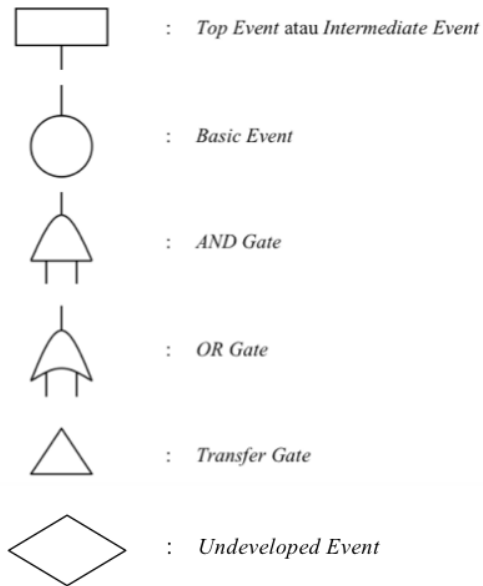 : Top Event atau Intermediate Event
: Basic Event
: AND Gate
: OR Gate
: Transfer Gate
: Undeveloped Event